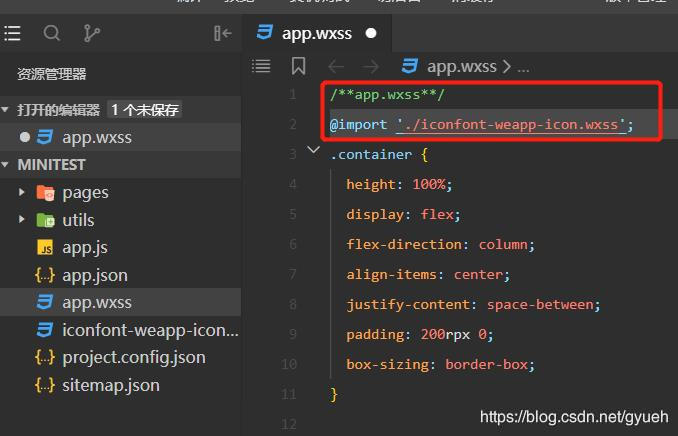 app.wxss
资源管理器
打开的编辑器 1 个未保存
app.wxss
MINITEST
pages
utils
app.js
app.json
app.wxss
iconfont-weapp-icon...
project.config.json
sitemap.json
app.wxss > ...
1 /**app.wxss**/
2 @import './iconfont-weapp-icon.wxss';
3 .container {
4 height: 100%;
5 display: flex;
6 flex-direction: column;
7 align-items: center;
8 justify-content: space-between;
9 padding: 200rpx 0;
10 box-sizing: border-box;
11 }
12
https://blog.csdn.net/gyueh